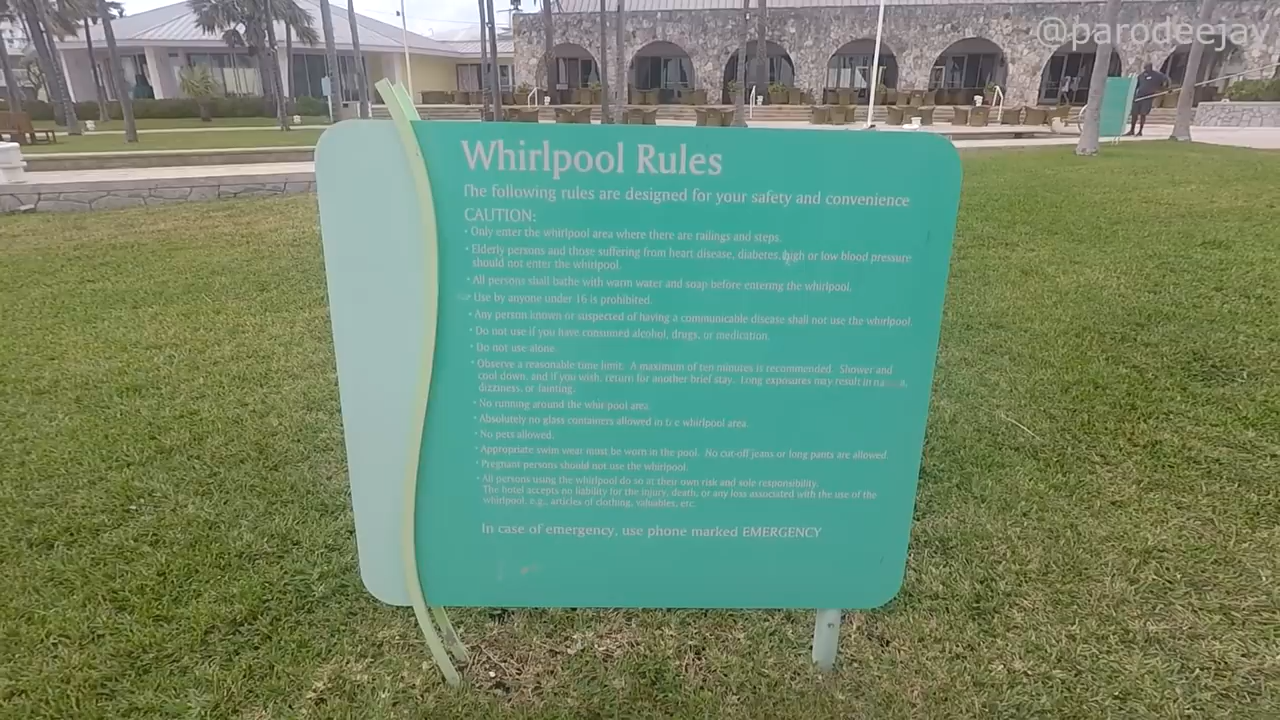 @parodeejay
Whirlpool Rules
The following rules are designed for your safety and convenience
CAUTION:
• Only enter the whirlpool area where there are railings and steps.
• Elderly persons and those suffering from heart disease, diabetes, high or low blood pressure
should not enter the whirlpool.
• All persons shall bathe with warm water and soap before entering the whirlpool.
• Use by anyone under 16 is prohibited.
• Any person known or suspected of having a communicable disease shall not use the whirlpool.
• Do not use if you have consumed alcohol, drugs, or medication.
• Do not use alone.
• Observe a reasonable time limit. A maximum of ten minutes is recommended. Shower and
cool down, and if you wish, return for another brief stay. Long exposures may result in
dizziness, or fainting.
• No running around the whirlpool area.
• Absolutely no glass containers allowed in the whirlpool area
• No pets allowed.
• Appropriate swim wear must be worn in the pool. No cut-off jeans or long pants are allowed.
• Pregnant persons should not use the whirlpool.
• All persons using the whirlpool do so at their own risk and sole responsibility.
The hotel accepts no liability for the injury, death, or any loss associated with the use of the
whirlpool, e.g., articles of clothing, valuables, etc.
In case of emergency, use phone marked EMERGENCY